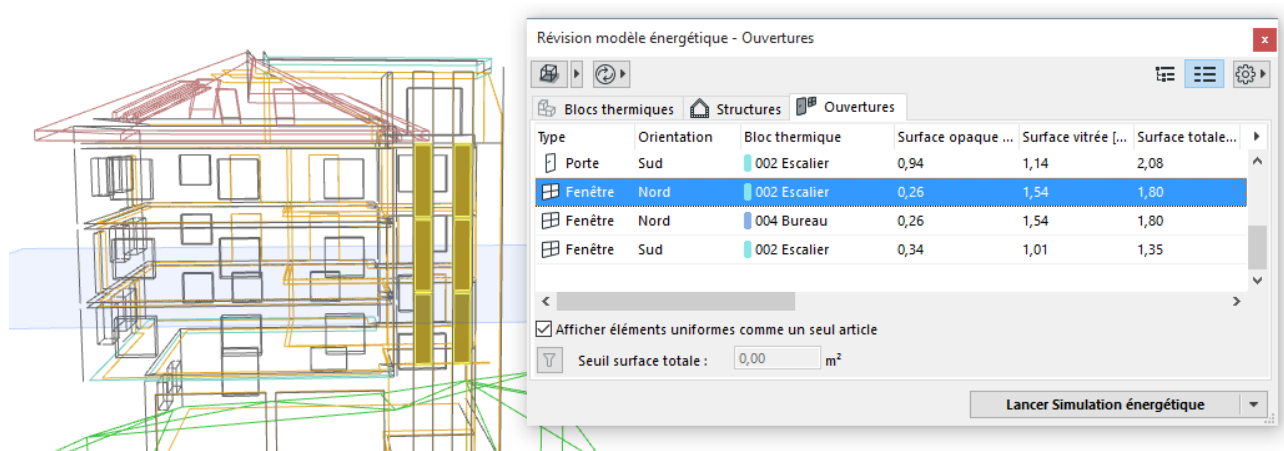 Révision modèle énergétique - Ouvertures
x
Blocs thermiques Structures Ouvertures
Type Orientation Bloc thermique Surface opaque ... Surface vitrée [... Surface totale...
Porte Sud 002 Escalier 0,94 1,14 2,08
Fenêtre Nord 002 Escalier 0,26 1,54 1,80
Fenêtre Nord 004 Bureau 0,26 1,54 1,80
Fenêtre Sud 002 Escalier 0,34 1,01 1,35
Afficher éléments uniformes comme un seul article
Seuil surface totale : 0,00 m²
Lancer Simulation énergétique